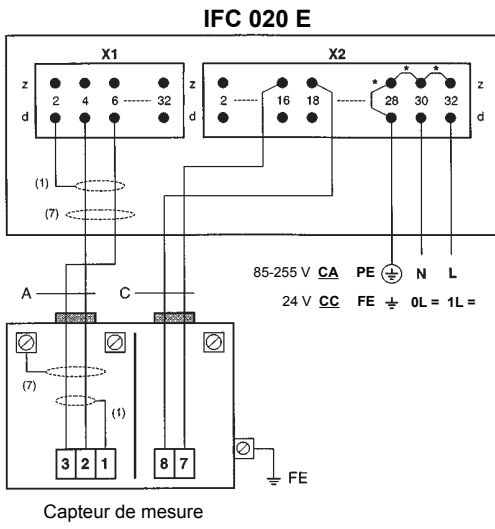 IFC 020 E
X1 X2
z z z
2 4 6 32 2 16 18 28 30 32
* * *
d d d
(1)
(7)
85-255 V CA PE N L
24 V CC FE 0L = 1L =
A C
(7)
(1)
3 2 1 8 7
FE
Capteur de mesure